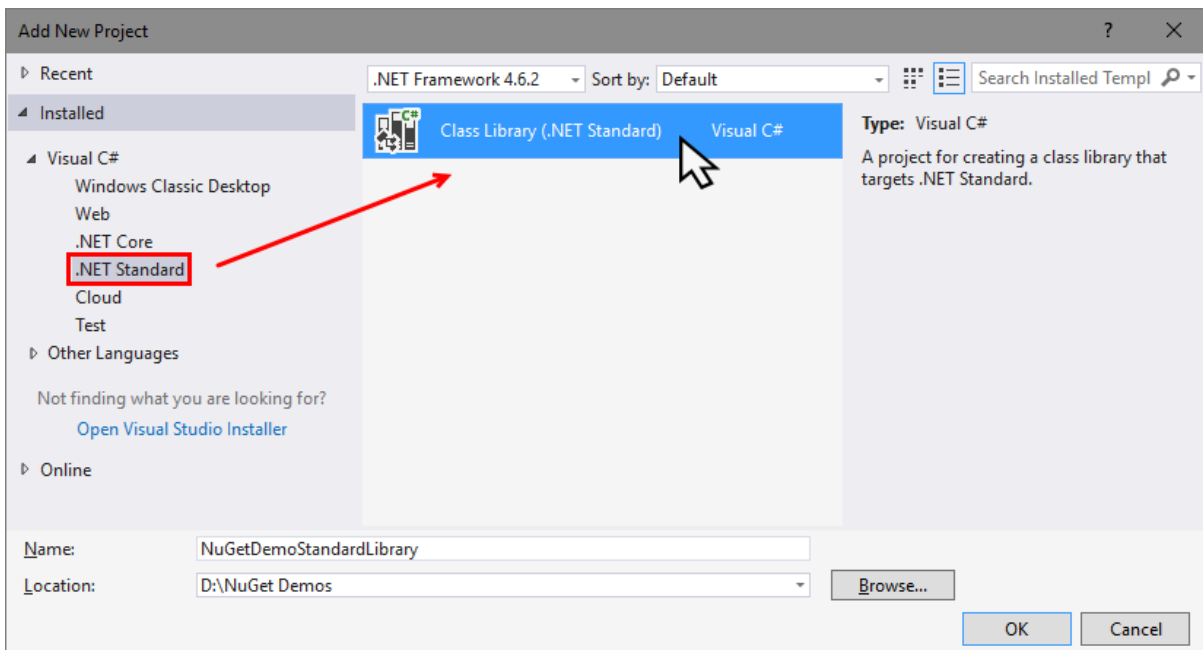 Add New Project
?
Recent
.NET Framework 4.6.2
Sort by: Default
Search Installed Templ
Installed
Visual C#
Windows Classic Desktop
Web
.NET Core
.NET Standard
Cloud
Test
Other Languages
Not finding what you are looking for?
Open Visual Studio Installer
Online
C#
Class Library (.NET Standard) Visual C#
Type: Visual C#
A project for creating a class library that
targets .NET Standard.
Name: NuGetDemoStandardLibrary
Location: D:\NuGet Demos
Browse...
OK Cancel